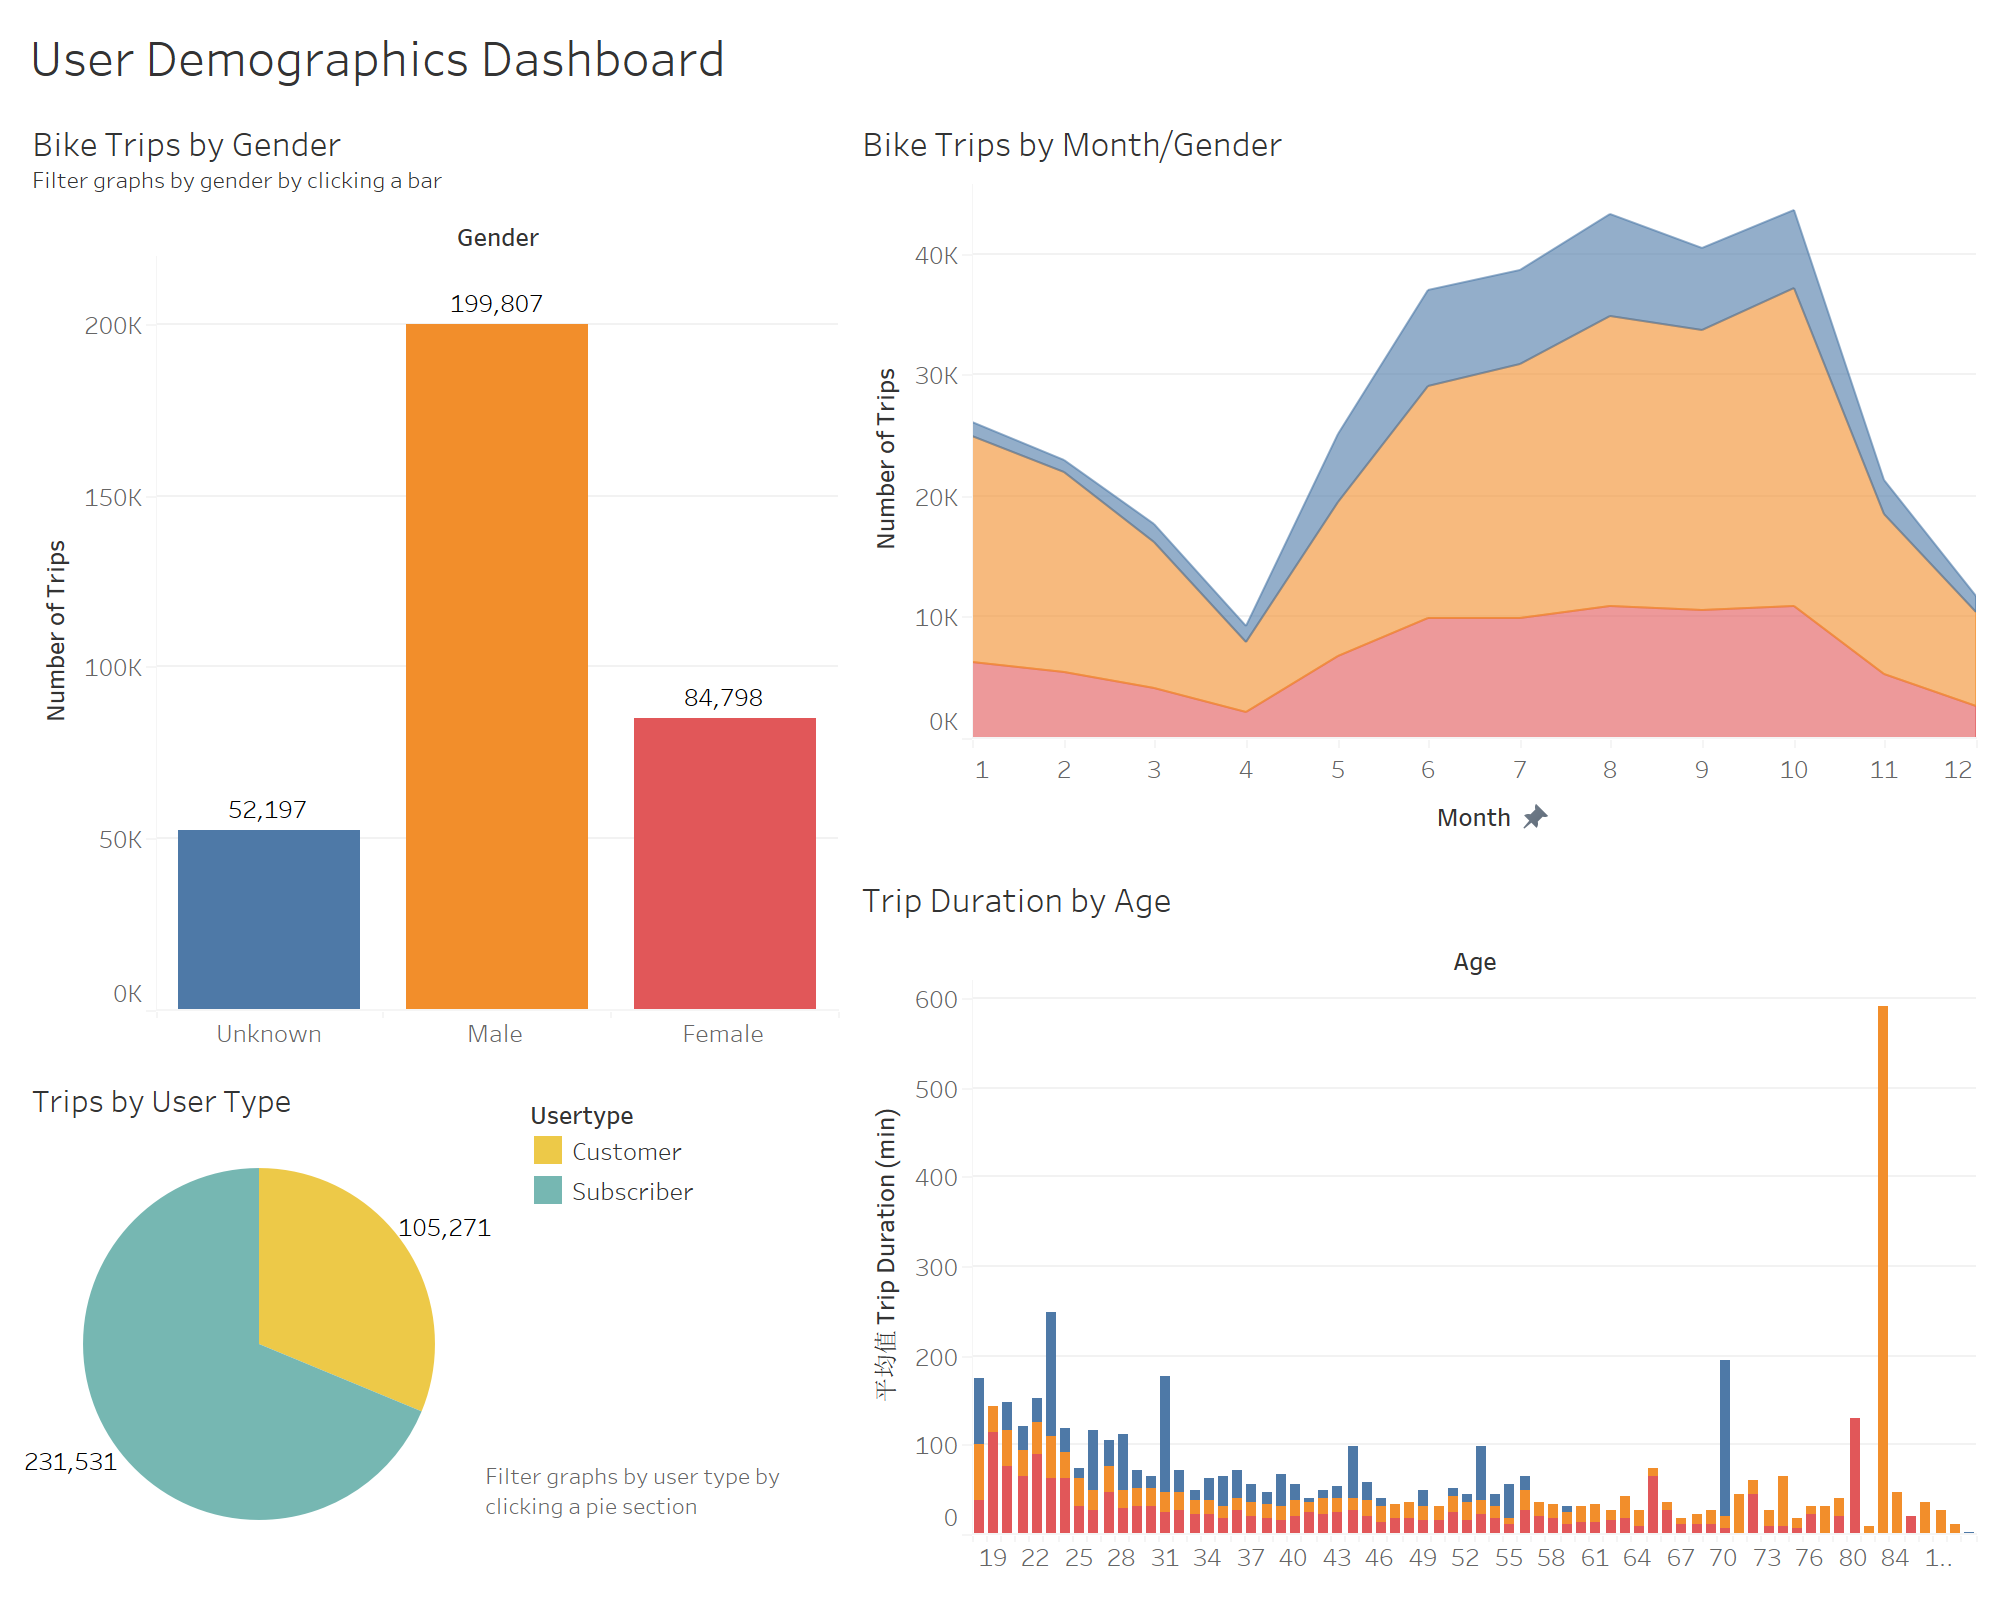 User Demographics Dashboard
Bike Trips by Gender
Filter graphs by gender by clicking a bar
Gender
Number of Trips
200K
150K
100K
50K
0K
52,197
199,807
84,798
Unknown
Male
Female
Bike Trips by Month/Gender
Number of Trips
40K
30K
20K
10K
0K
1 2 3 4 5 6 7 8 9 10 11 12
Month
Trips by User Type
105,271
231,531
Usertype
Customer
Subscriber
Filter graphs by user type by
clicking a pie section
Trip Duration by Age
Age
平均值 Trip Duration (min)
600
500
400
300
200
100
0
19 22 25 28 31 34 37 40 43 46 49 52 55 58 61 64 67 70 73 76 80 84 1..